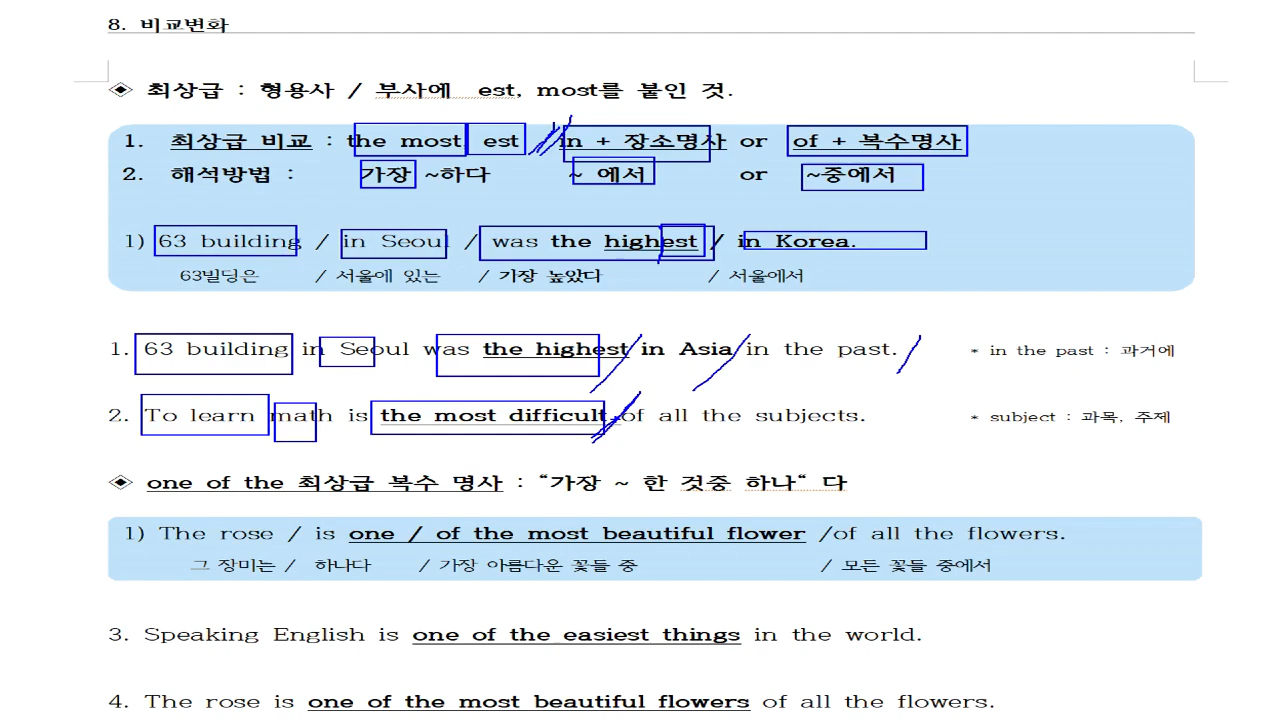 8. 비교변화
◈ 최상급 : 형용사 / 부사에 est, most를 붙인 것.
1. 최상급 비교 : the most, est // in + 장소명사 or of + 복수명사
2. 해석방법 : 가장 ~하다 ~ 에서 or ~중에서
1) 63 building / in Seoul / was the highest / in Korea.
63빌딩은 / 서울에 있는 / 가장 높았다 / 서울에서
1. 63 building in Seoul was the highest in Asia in the past. * in the past : 과거에
2. To learn math is the most difficult of all the subjects. * subject : 과목, 주제
◈ one of the 최상급 복수 명사 : “가장 ~ 한 것중 하나“ 다
1) The rose / is one / of the most beautiful flower /of all the flowers.
그 장미는 / 하나다 / 가장 아름다운 꽃들 중 / 모든 꽃들 중에서
3. Speaking English is one of the easiest things in the world.
4. The rose is one of the most beautiful flowers of all the flowers.